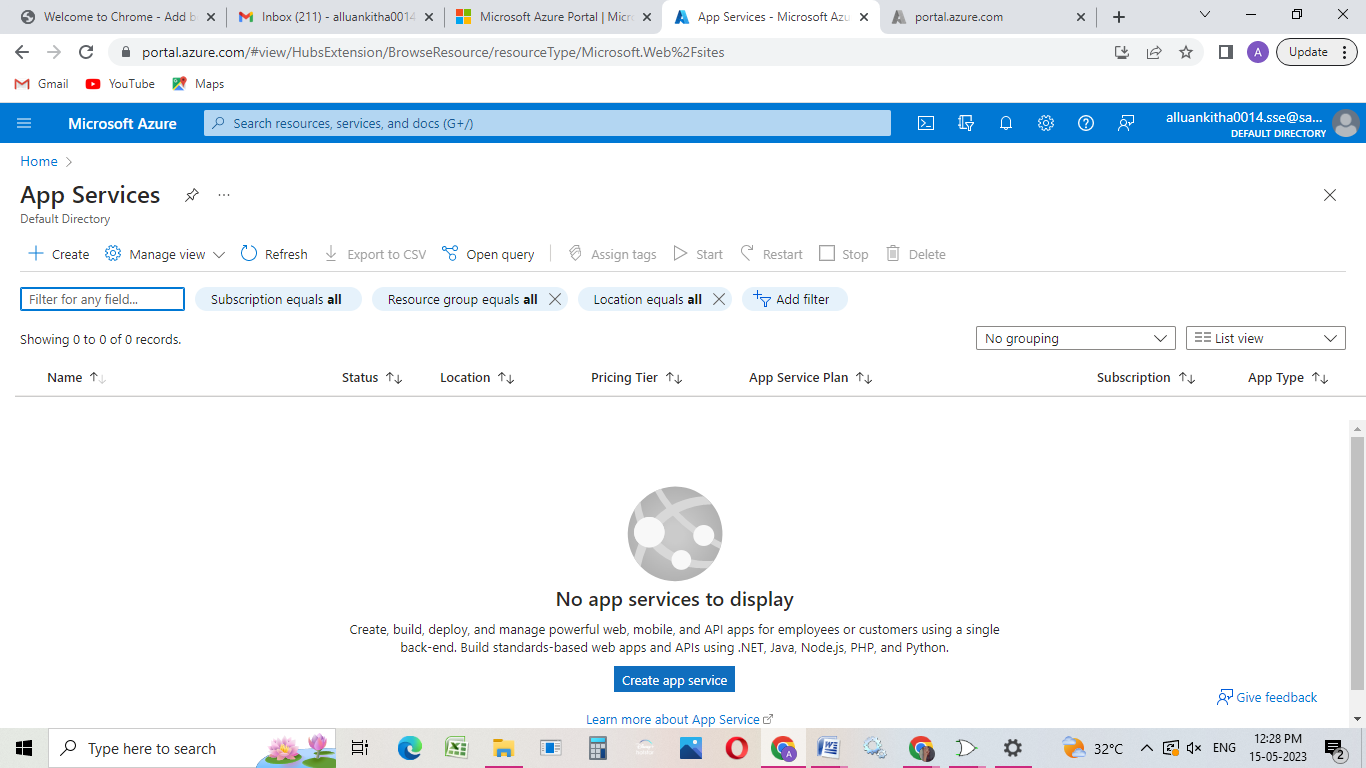 Welcome to Chrome - Add b
Inbox (211) - alluankitha0014
Microsoft Azure Portal | Micr
App Services - Microsoft Azu
portal.azure.com
portal.azure.com/#view/HubsExtension/BrowseResource/resourceType/Microsoft.Web%2Fsites
A
Update
Gmail
YouTube
Maps
Microsoft Azure
Search resources, services, and docs (G+/)
alluankitha0014.sse@sa...
DEFAULT DIRECTORY
Home
App Services
Default Directory
Create
Manage view
Refresh
Export to CSV
Open query
Assign tags
Start
Restart
Stop
Delete
Filter for any field...
Subscription equals all
Resource group equals all
Location equals all
Add filter
Showing 0 to 0 of 0 records.
No grouping
List view
Name
Status
Location
Pricing Tier
App Service Plan
Subscription
App Type
No app services to display
Create, build, deploy, and manage powerful web, mobile, and API apps for employees or customers using a single
back-end. Build standards-based web apps and APIs using .NET, Java, Node.js, PHP, and Python.
Create app service
Give feedback
Learn more about App Service
Type here to search
32°C
ENG
12:28 PM
15-05-2023
2